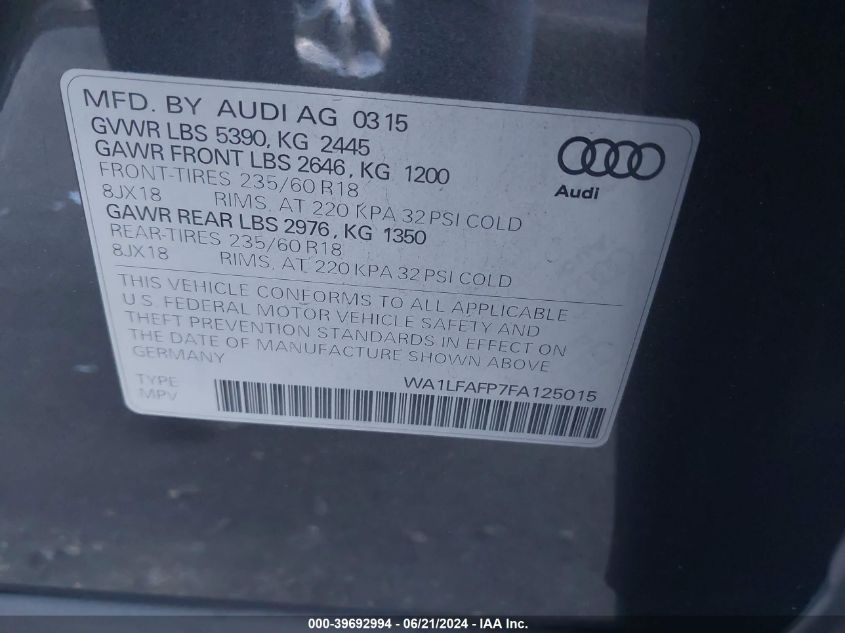 MFD. BY AUDI AG 0315
GVWR LBS 5390, KG 2445
GAWR FRONT LBS 2646, KG 1200
FRONT-TIRES 235/60 R18
8JX18 RIMS, AT 220 KPA 32 PSI COLD
GAWR REAR LBS 2976, KG 1350
REAR-TIRES 235/60 R18
8JX18 RIMS, AT 220 KPA 32 PSI COLD
Audi
THIS VEHICLE CONFORMS TO ALL APPLICABLE
U.S. FEDERAL MOTOR VEHICLE SAFETY AND
THEFT PREVENTION STANDARDS IN EFFECT ON
THE DATE OF MANUFACTURE SHOWN ABOVE
GERMANY
TYPE WA1LFAFP7FA125015
MPV
000-39692994 - 06/21/2024 - IAAI Inc.